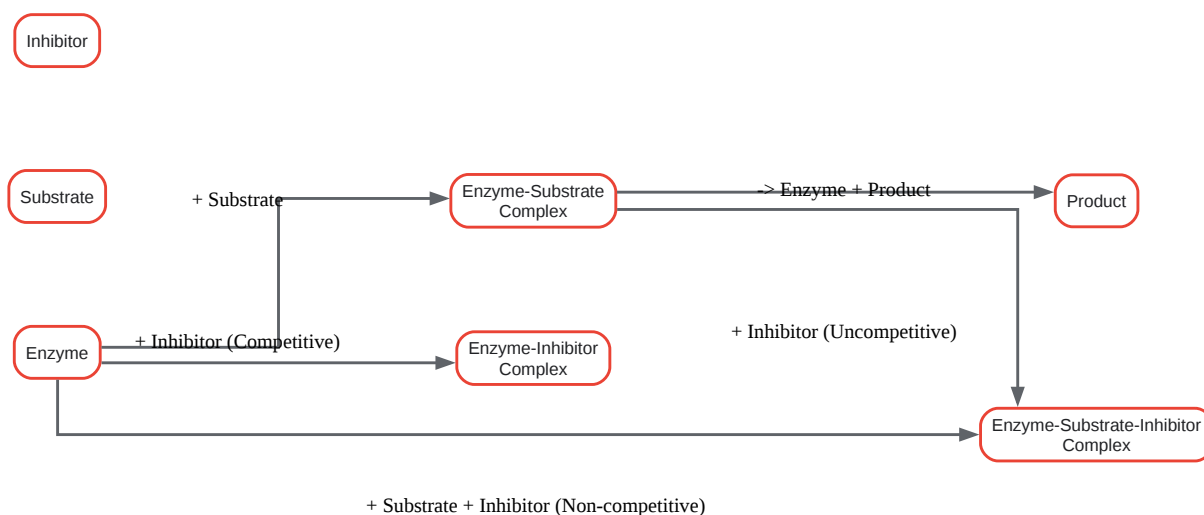 Inhibitor
Substrate
+ Substrate
Enzyme-Substrate
Complex
-> Enzyme + Product
Product
Enzyme
+ Inhibitor (Competitive)
Enzyme-Inhibitor
Complex
+ Inhibitor (Uncompetitive)
Enzyme-Substrate-Inhibitor
Complex
+ Substrate + Inhibitor (Non-competitive)